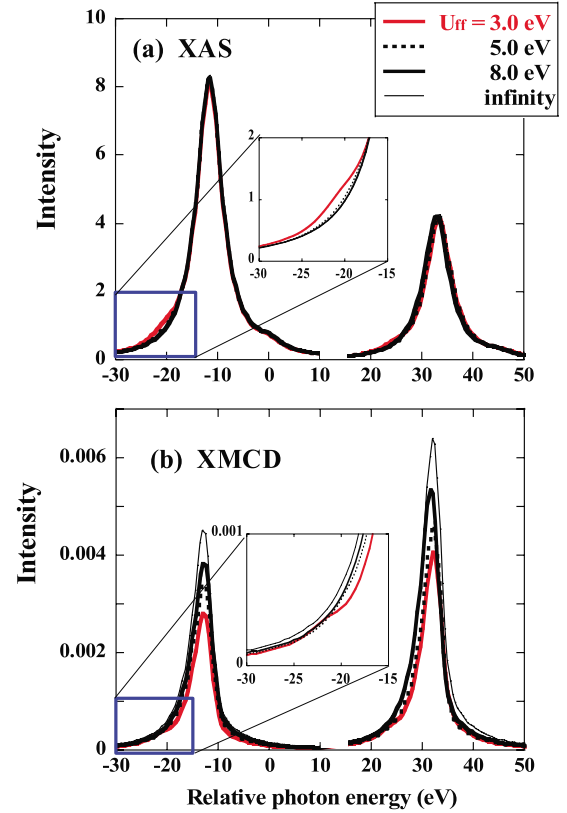 Uff = 3.0 eV
5.0 eV
8.0 eV
infinity
(a) XAS
Intensity
10
8
6
4
2
0
-30 -20 -10 0 10 20 30 40 50
2
1
0
-30 -25 -20 -15
(b) XMCD
Intensity
0.006
0.004
0.002
0
-30 -20 -10 0 10 20 30 40 50
0.001
0
-30 -25 -20 -15
Relative photon energy (eV)